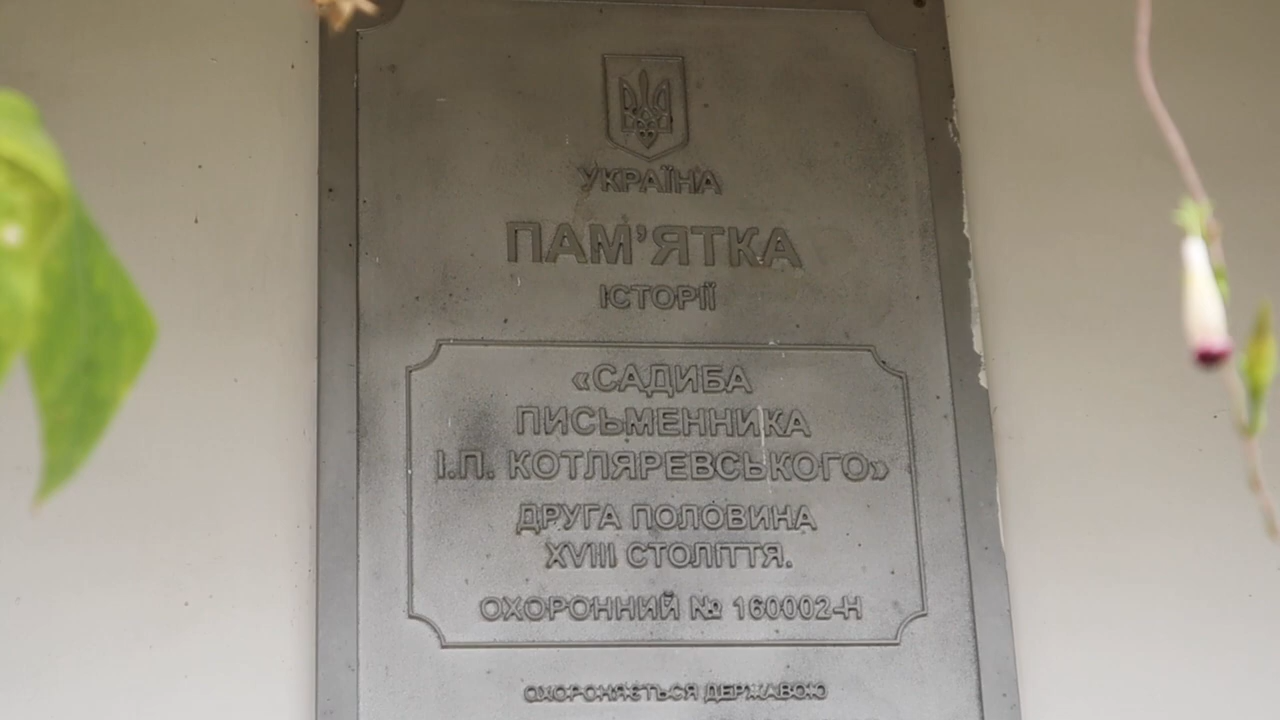 УКРАЇНА
ПАМ’ЯТКА
ІСТОРІЇ
«САДИБА
ПИСЬМЕННИКА
І.П. КОТЛЯРЕВСЬКОГО»
ДРУГА ПОЛОВИНА
XVIII СТОЛІТТЯ.
ОХОРОННИЙ № 160002-Н
ОХОРОНЯЄТЬСЯ ДЕРЖАВОЮ